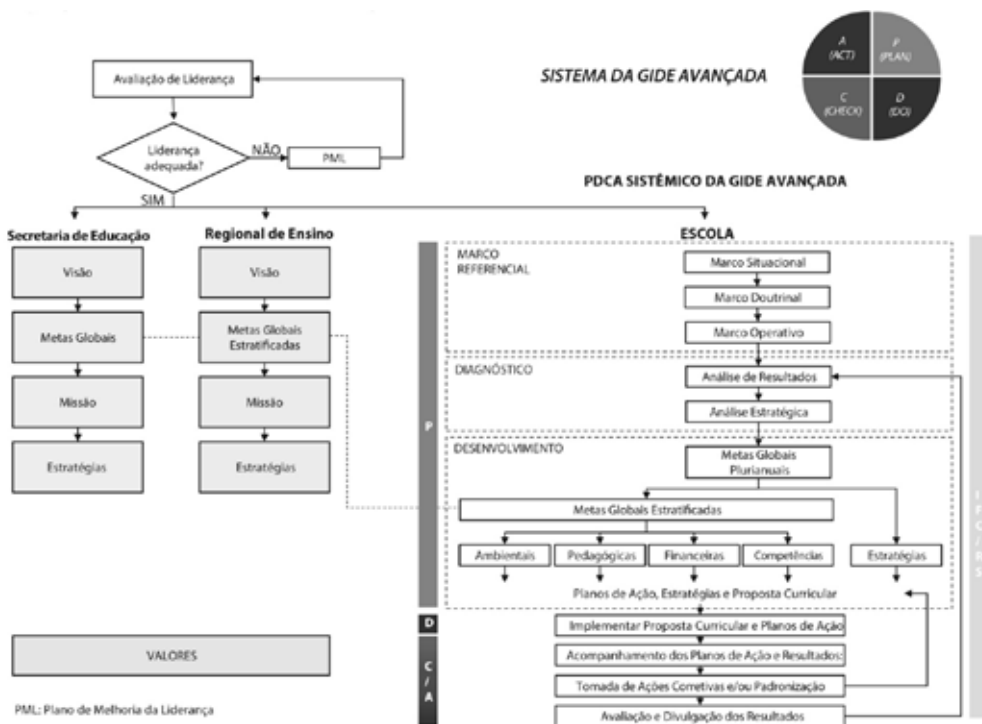 Avaliação de Liderança
Liderança
adequada?
NÃO
PML
SIM
SISTEMA DA GIDE AVANÇADA
A
(ACT)
P
(PLAN)
C
(CHECK)
D
(DO)
PDCA SISTÊMICO DA GIDE AVANÇADA
Secretaria de Educação
Visão
Metas Globais
Missão
Estratégias
Regional de Ensino
Visão
Metas Globais
Estratificadas
Missão
Estratégias
ESCOLA
P
MARCO
REFERENCIAL
Marco Situacional
Marco Doutrinal
Marco Operativo
DIAGNÓSTICO
Análise de Resultados
Análise Estratégica
DESENVOLVIMENTO
Metas Globais
Plurianuais
Metas Globais Estratificadas
Ambientais
Pedagógicas
Financeiras
Competências
Estratégias
Planos de Ação, Estratégias e Proposta Curricular
D
Implementar Proposta Curricular e Planos de Ação
C
/
A
Acompanhamento dos Planos de Ação e Resultados:
Tomada de Ações Corretivas e/ou Padronização
Avaliação e Divulgação dos Resultados
I
F
C
/
R
S
VALORES
PML: Plano de Melhoria da Liderança